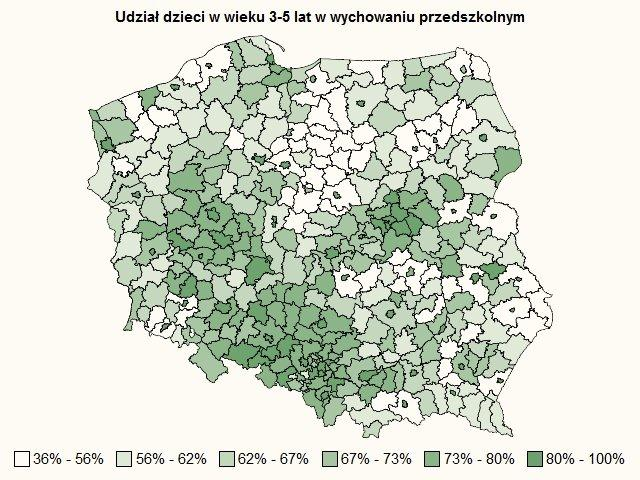 Udział dzieci w wieku 3-5 lat w wychowaniu przedszkolnym
36% - 56% 56% - 62% 62% - 67% 67% - 73% 73% - 80% 80% - 100%